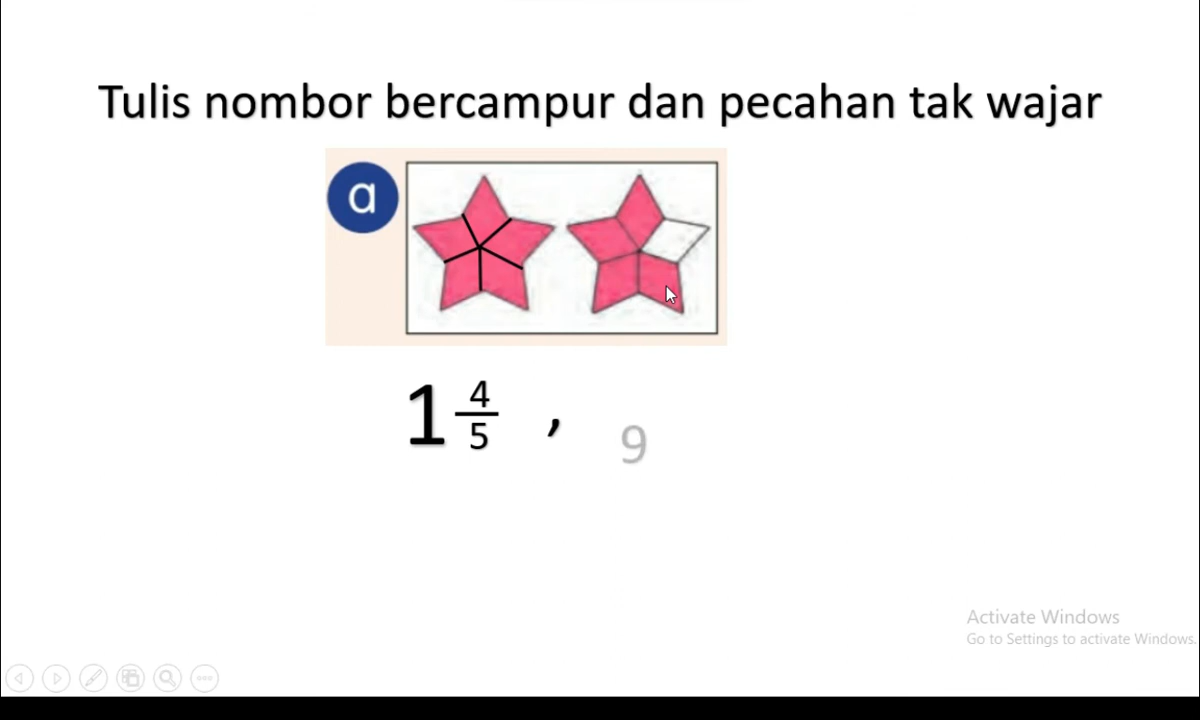 Tulis nombor bercampur dan pecahan tak wajar
a
1 4/5 , 9
Activate Windows
Go to Settings to activate Windows.